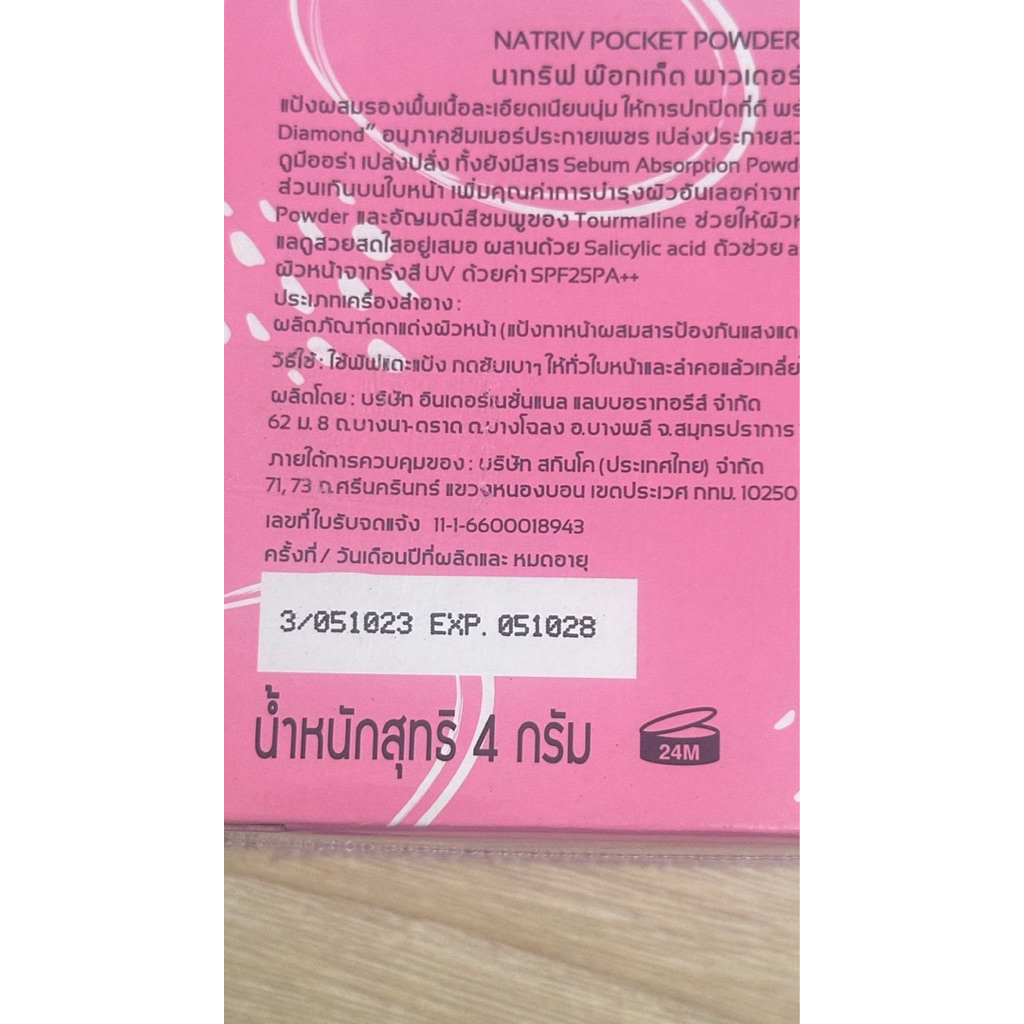 NATRIV POCKET POWDER
นาทริฟ พ๊อกเก็ต พาวเดอร์
แป้งผสมรองพื้นเนื้อละเอียดเนียนนุ่ม ให้การปกปิดที่ดี
Diamond” อนุภาคชิมเมอร์ประกายเพชร เปล่งประกาย
ดูมีออร่า เปล่งปลั่ง ทั้งยังมีสาร Sebum Absorption
ส่วนเกินบนใบหน้า เพิ่มคุณค่าการบำรุงผิวอันเลอค่าจาก
Powder และอัญมณีสีชมพูของ Tourmaline ช่วยให้ผิว
แลดูสวยสดใสอยู่เสมอ ผสานด้วย Salicylic acid ตัวช่วย
ผิวหน้าจากรังสี UV ด้วยค่า SPF25PA++
ประเภทเครื่องสำอาง :
ผลิตภัณฑ์ตกแต่งผิวหน้า (แป้งทาหน้าผสมสารป้องกันแสงแด
วิธีใช้ : ใช้พัฟแตะแป้ง กดซับเบาๆ ให้ทั่วใบหน้าและลำคอแล้วเกลี่ย
ผลิตโดย : บริษัท อินเตอร์เนชั่นแนล แลบบอราทอรีส์ จำกัด
62 ม. 8 ถ.บางนา-ตราด ต.บางโฉลง อ.บางพลี จ.สมุทรปราการ
ภายใต้การควบคุมของ : บริษัท สกินโค (ประเทศไทย) จำกัด
71, 73 ถ.ศรีนครินทร์ แขวงหนองบอน เขตประเวศ กทม. 10250
เลขที่ใบรับจดแจ้ง 11-1-6600018943
ครั้งที่ / วันเดือนปีที่ผลิตและ หมดอายุ
3/051023 EXP. 051028
น้ำหนักสุทธิ 4 กรัม
24M